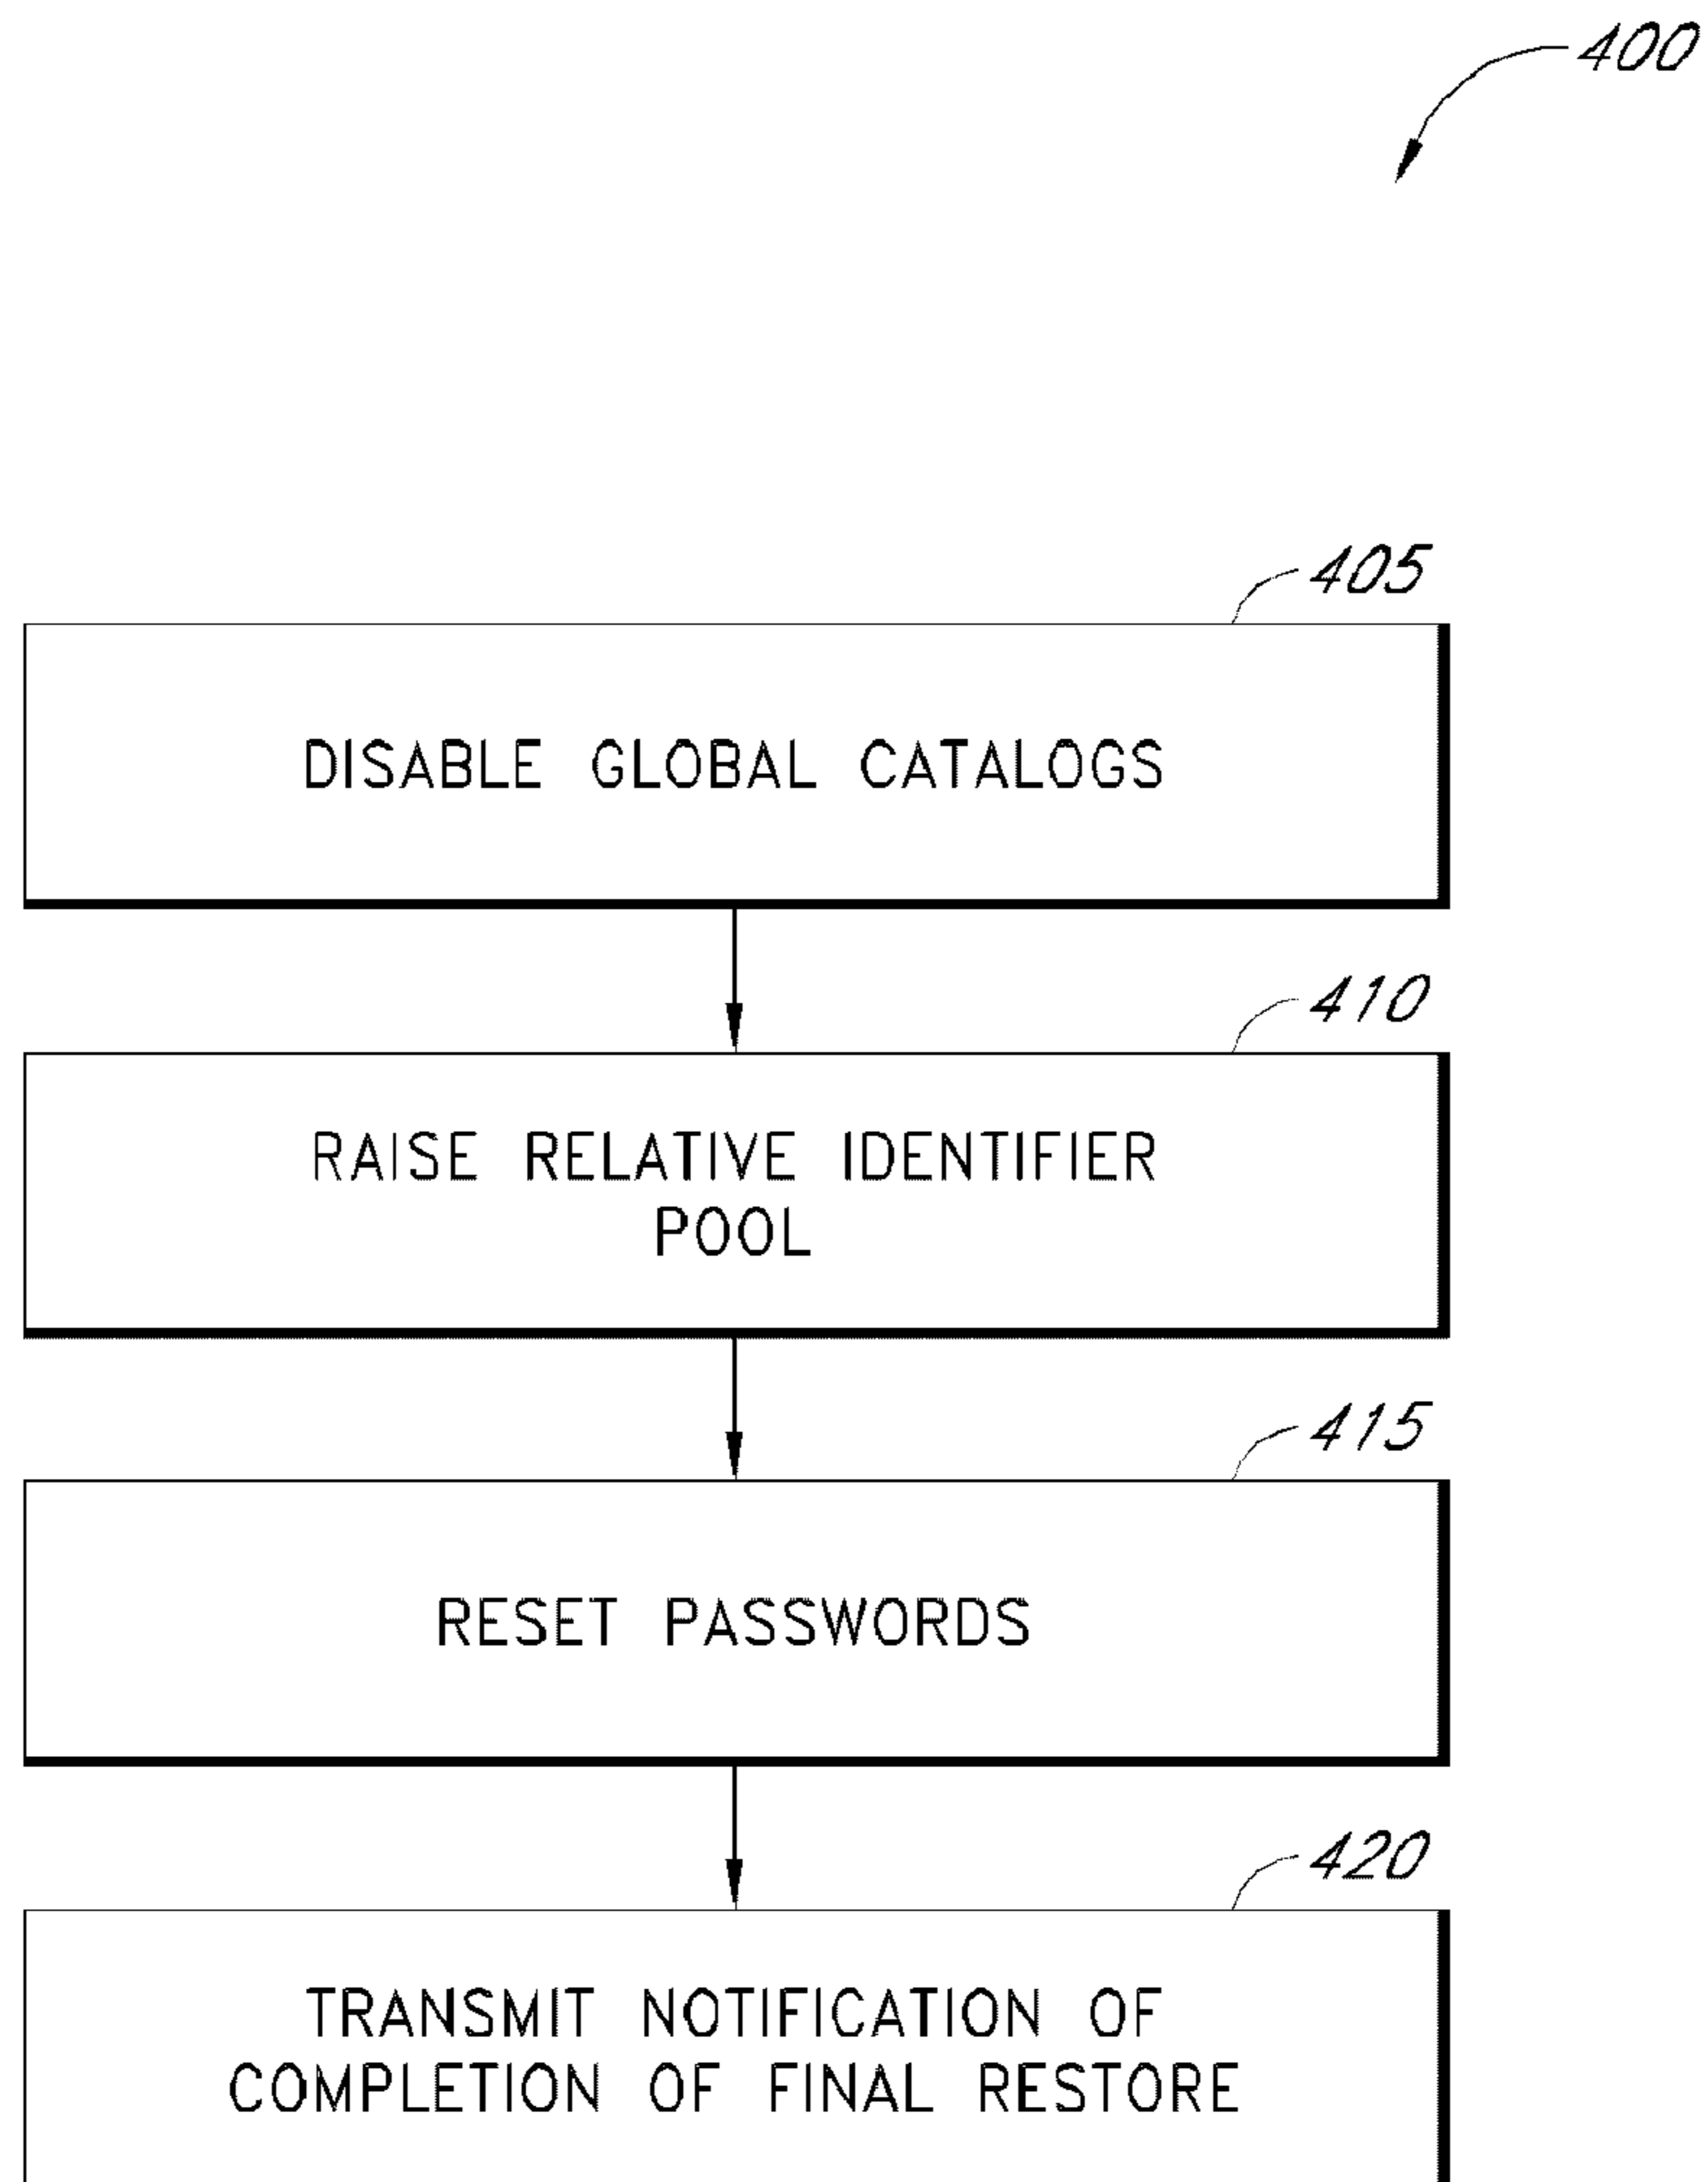 400
405
DISABLE GLOBAL CATALOGS
410
RAISE RELATIVE IDENTIFIER
POOL
415
RESET PASSWORDS
420
TRANSMIT NOTIFICATION OF
COMPLETION OF FINAL RESTORE